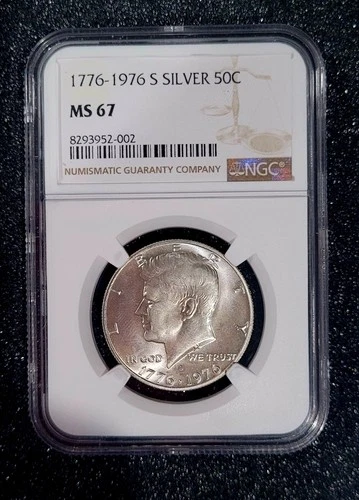 1776-1976 S SILVER 50C
MS 67
8293952-002
NUMISMATIC GUARANTY COMPANY
NGC
LIBERTY
IN GOD WE TRUST
1776·1976